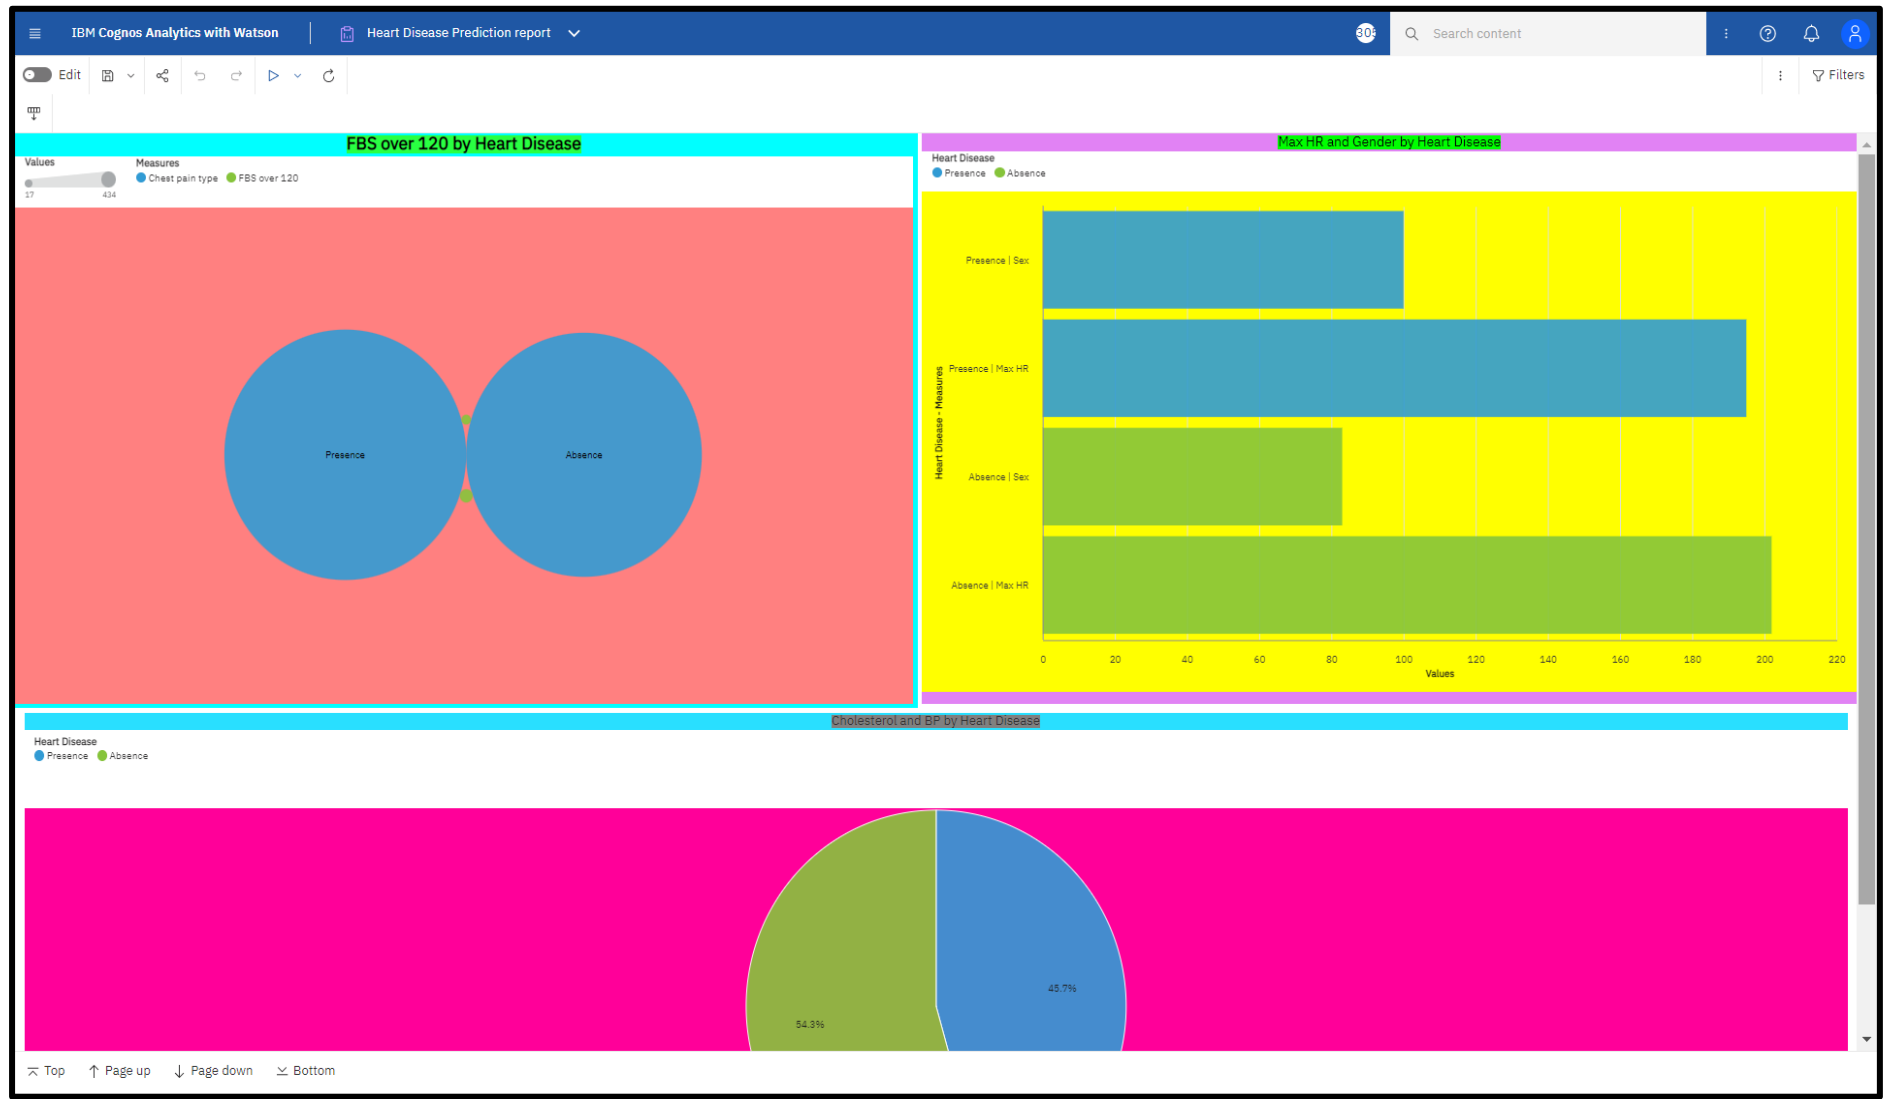 IBM Cognos Analytics with Watson
Heart Disease Prediction report
Search content
Edit
Filters
FBS over 120 by Heart Disease
Values
17
434
Measures
Chest pain type
FBS over 120
Presence
Absence
Max HR and Gender by Heart Disease
Heart Disease
Presence
Absence
Heart Disease - Measures
Presence | Sex
Presence | Max HR
Absence | Sex
Absence | Max HR
0 20 40 60 80 100 120 140 160 180 200 220
Values
Cholesterol and BP by Heart Disease
Heart Disease
Presence
Absence
45.7%
54.3%
Top
Page up
Page down
Bottom